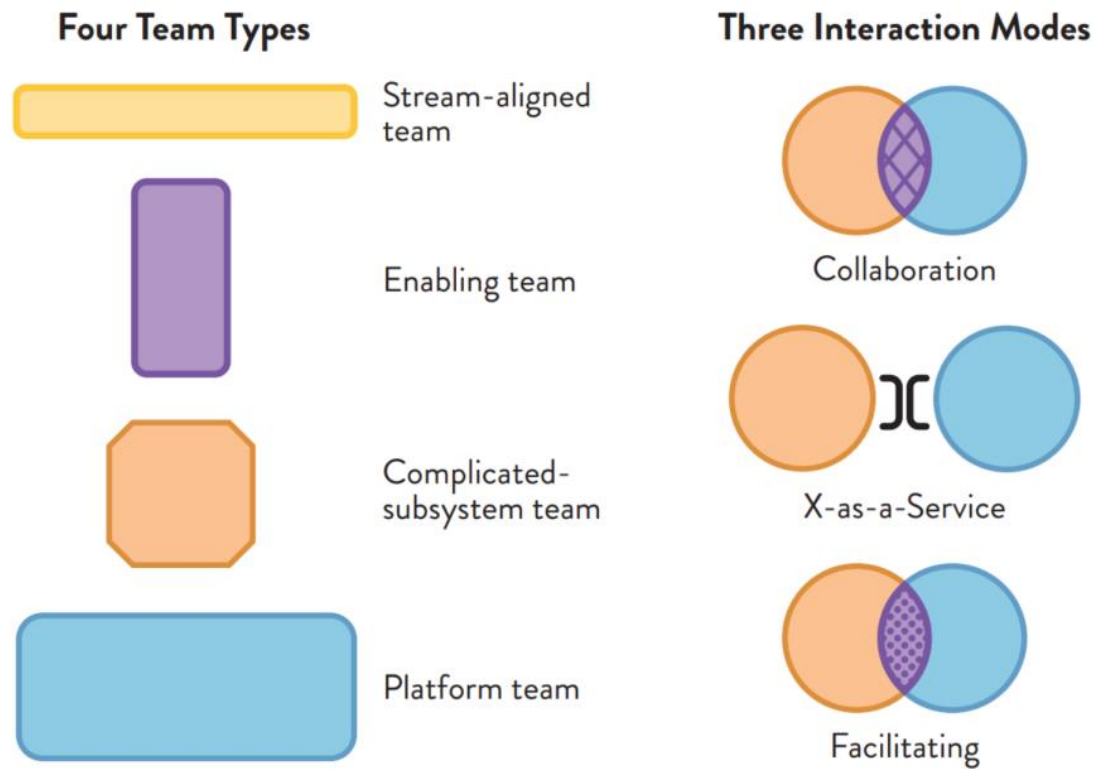 Four Team Types
Stream-aligned
team
Enabling team
Complicated-
subsystem team
Platform team
Three Interaction Modes
Collaboration
X-as-a-Service
Facilitating